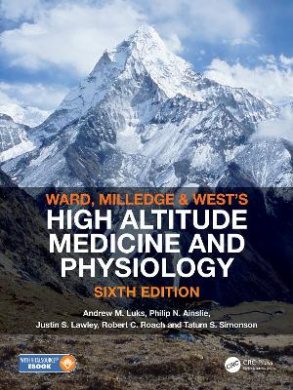 WARD, MILLEDGE & WEST'S
HIGH ALTITUDE
MEDICINE AND
PHYSIOLOGY
SIXTH EDITION
Andrew M. Luks, Philip N. Ainslie,
Justin S. Lawley, Robert C. Roach and Tatum S. Simonson
EBOOK
CRC Press